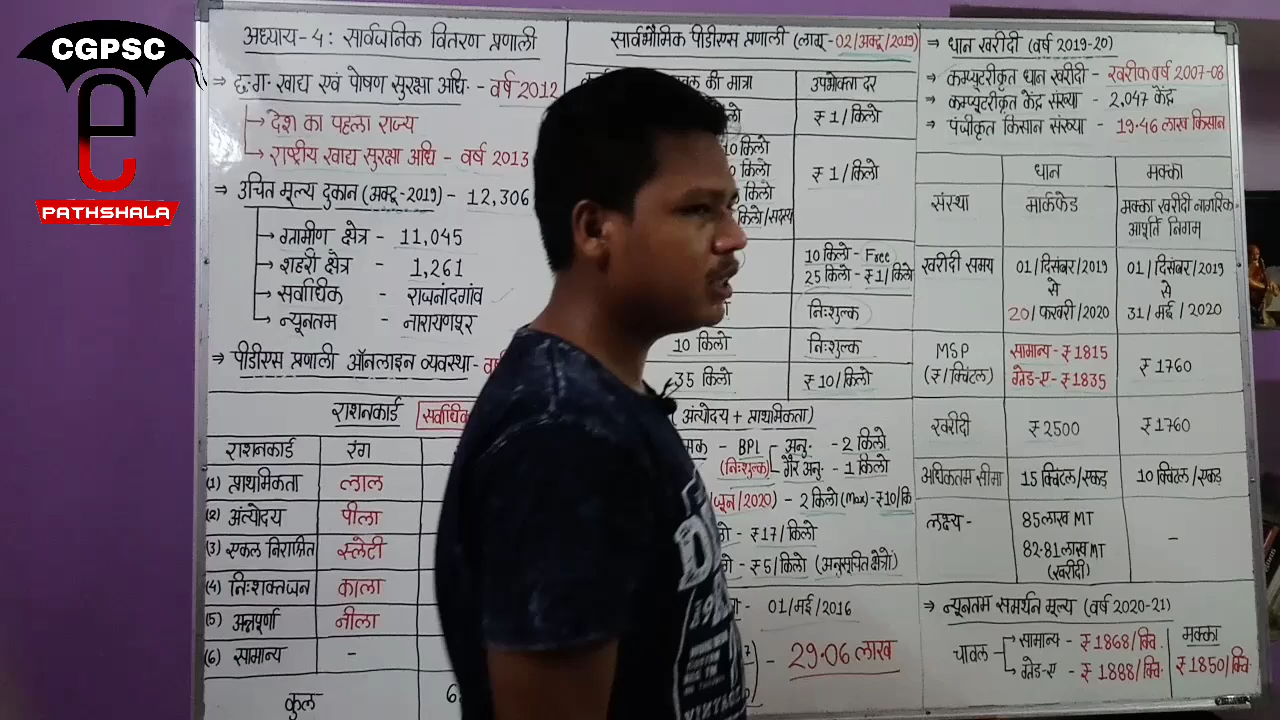 CGPSC
e
PATHSHALA
अध्याय-4: सार्वजनिक वितरण प्रणाली
⇒ छ.ग. खाद्य एवं पोषण सुरक्षा अधि. - वर्ष 2012
→ देश का पहला राज्य
→ राष्ट्रीय खाद्य सुरक्षा अधि - वर्ष 2013
⇒ उचित मूल्य दुकान (अक्टू-2019) - 12,306
→ ग्रामीण क्षेत्र - 11,045
→ शहरी क्षेत्र - 1,261
→ सर्वाधिक - राजनांदगांव
→ न्यूनतम - नारायणपुर
⇒ पीडीएस प्रणाली ऑनलाइन व्यवस्था -
राशनकार्ड सर्वाधिक
राशनकार्ड रंग
(1) प्राथमिकता लाल
(2) अंत्योदय पीला
(3) एकल निराश्रित स्लेटी
(4) निःशक्तजन काला
(5) अन्नपूर्णा नीला
(6) सामान्य -
कुल 6
सार्वभौमिक पीडीएस प्रणाली (लागू - 02/अक्टू/2019)
की मात्रा उपभोक्ता दर
₹ 1/किलो
10 किलो
किलो ₹ 1/किलो
किलो
किलो/सदस्य
10 किलो - Free
25 किलो - ₹ 1/किलो
निःशुल्क
10 किलो निःशुल्क
35 किलो ₹ 10/किलो
अंत्योदय + प्राथमिकता)
- BPL अनु. - 2 किलो
(निःशुल्क) गैर अनु. - 1 किलो
जून/2020) - 2 किलो (Max) - ₹10/कि
- ₹ 17/किलो
- ₹ 5/किलो (अनुसूचित क्षेत्रों)
- 01/मई/2016
- 29.06 लाख
⇒ धान खरीदी (वर्ष 2019-20)
⇒ कम्प्यूटरीकृत धान खरीदी - खरीफ वर्ष 2007-08
⇒ कम्प्यूटरीकृत केंद्र संख्या - 2,047 केंद्र
⇒ पंजीकृत किसान संख्या - 19.46 लाख किसान
धान मक्का
संस्था मार्कफेड मक्का खरीदी नागरिक
आपूर्ति निगम
खरीदी समय 01/दिसंबर/2019 01/दिसंबर/2019
से से
20/फरवरी/2020 31/मई/2020
MSP सामान्य - ₹ 1815 ₹ 1760
(₹/क्विंटल) ग्रेड-ए - ₹ 1835
खरीदी ₹ 2500 ₹ 1760
अधिकतम सीमा 15 क्विंटल/एकड़ 10 क्विंटल/एकड़
लक्ष्य - 85 लाख MT -
82.81 लाख MT
(खरीदी)
⇒ न्यूनतम समर्थन मूल्य (वर्ष 2020-21)
चावल → सामान्य - ₹ 1868/क्वि. मक्का
→ ग्रेड-ए - ₹ 1888/क्वि. ₹ 1850/क्वि.